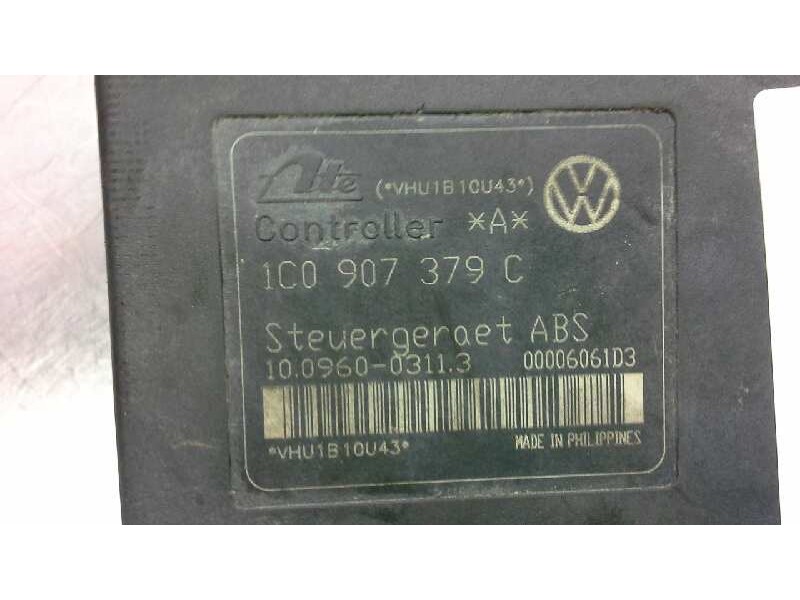 Ate (*VHU1B10U43*)
Controller *A*
1C0 907 379 C
Steuergeraet ABS
10.0960-0311.3 00006061D3
*VHU1B10U43* MADE IN PHILIPPINES